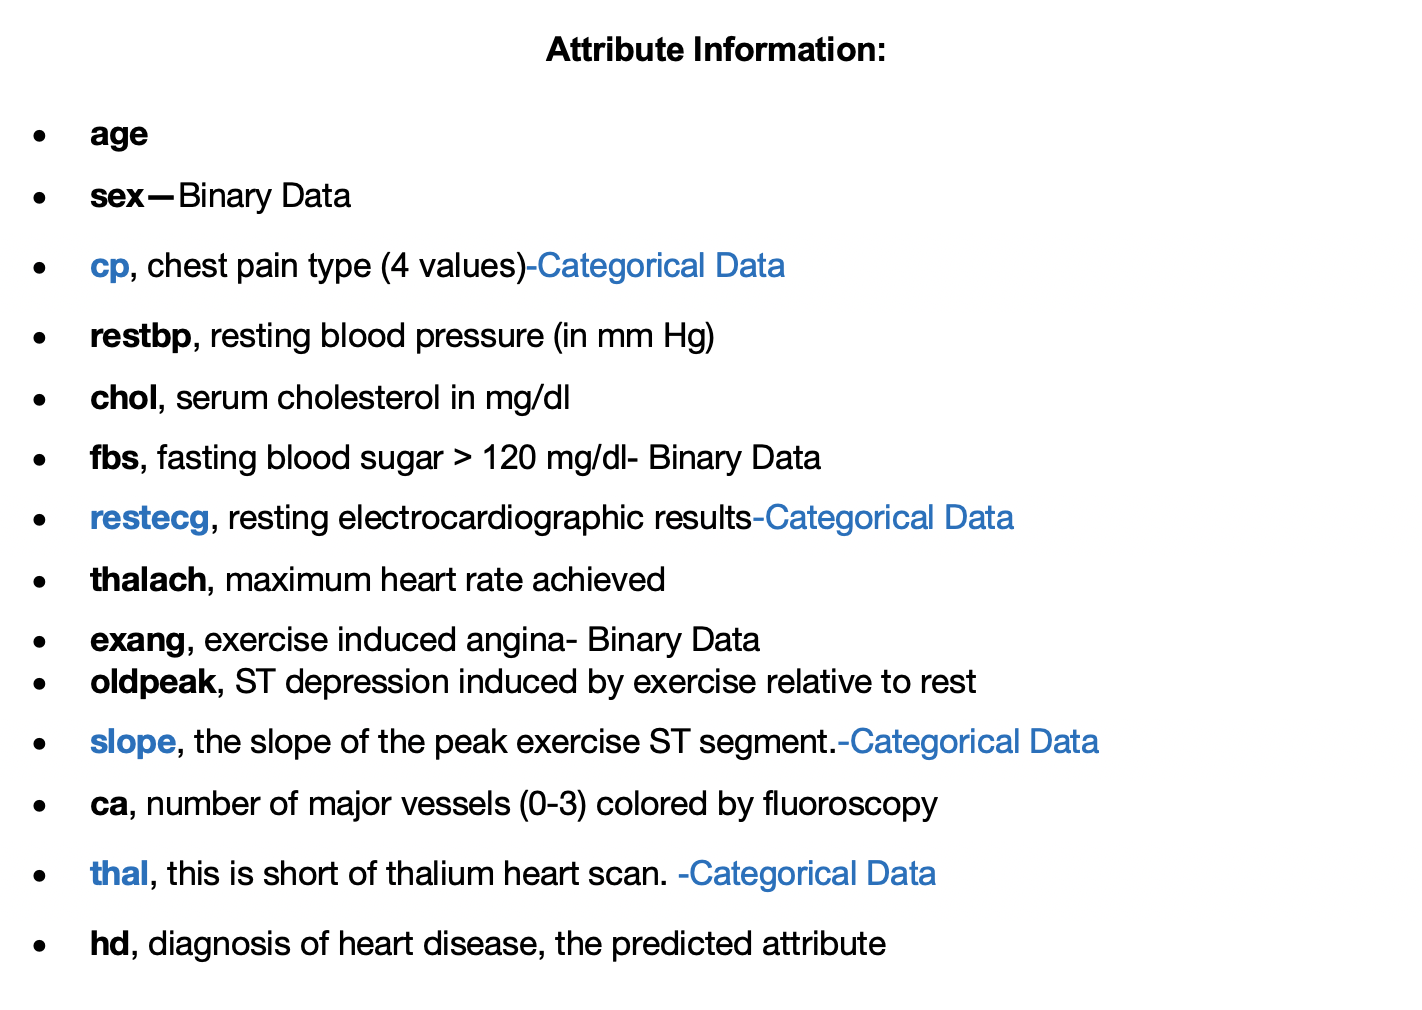 Attribute Information:
• age
• sex—Binary Data
• cp, chest pain type (4 values)-Categorical Data
• restbp, resting blood pressure (in mm Hg)
• chol, serum cholesterol in mg/dl
• fbs, fasting blood sugar > 120 mg/dl- Binary Data
• restecg, resting electrocardiographic results-Categorical Data
• thalach, maximum heart rate achieved
• exang, exercise induced angina- Binary Data
• oldpeak, ST depression induced by exercise relative to rest
• slope, the slope of the peak exercise ST segment.-Categorical Data
• ca, number of major vessels (0-3) colored by fluoroscopy
• thal, this is short of thalium heart scan. -Categorical Data
• hd, diagnosis of heart disease, the predicted attribute